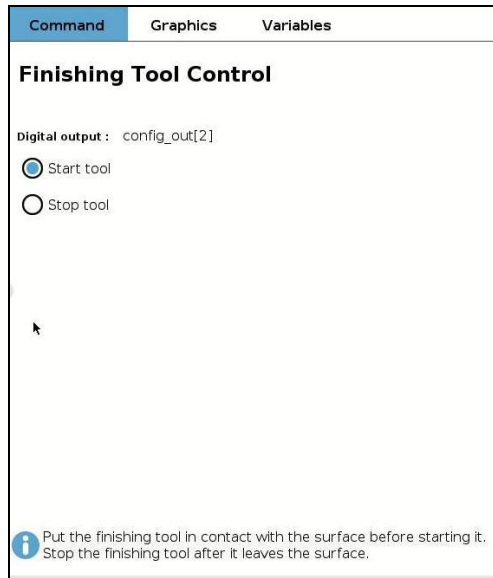 Command Graphics Variables
Finishing Tool Control
Digital output : config_out[2]
Start tool
Stop tool
Put the finishing tool in contact with the surface before starting it.
Stop the finishing tool after it leaves the surface.